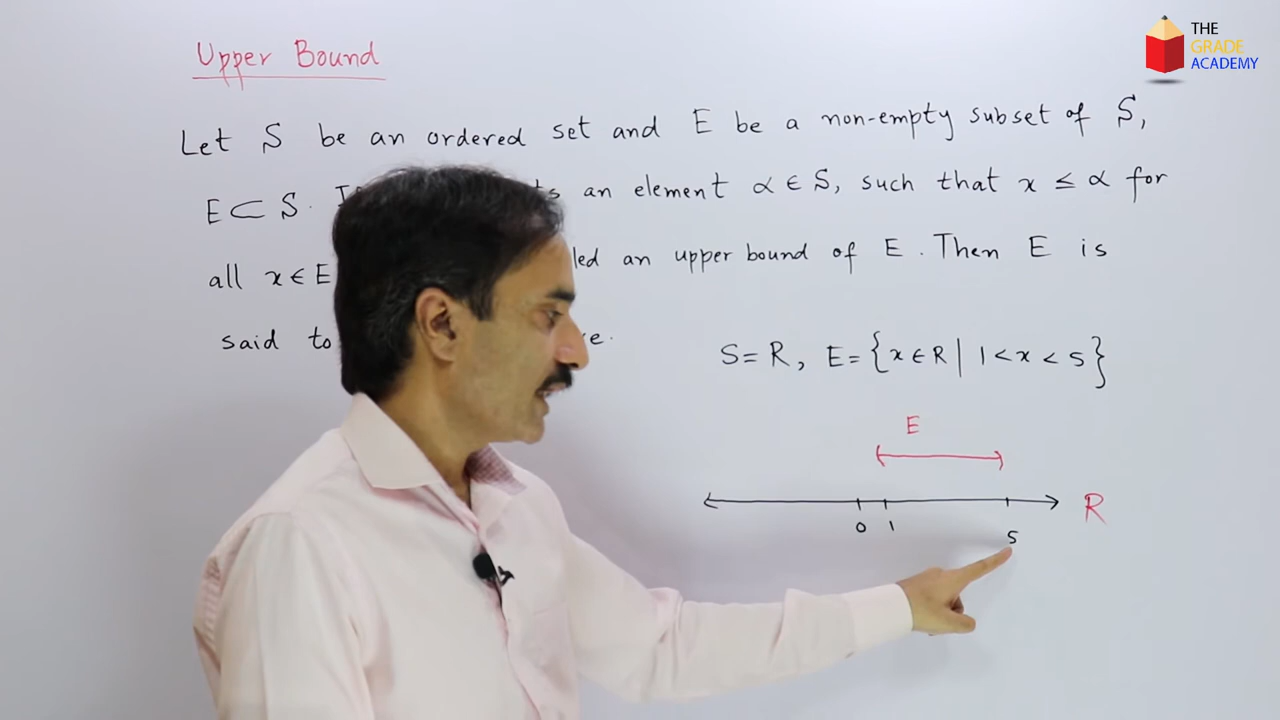 Upper Bound
THE
GRADE
ACADEMY
Let S be an ordered set and E be a non-empty subset of S,
E ⊂ S. an element α ∈ S, such that x ≤ α for
all x ∈ E an upper bound of E. Then E is
said to
S = R, E = {x ∈ R | 1 < x < 5}
E
R
0 1 5